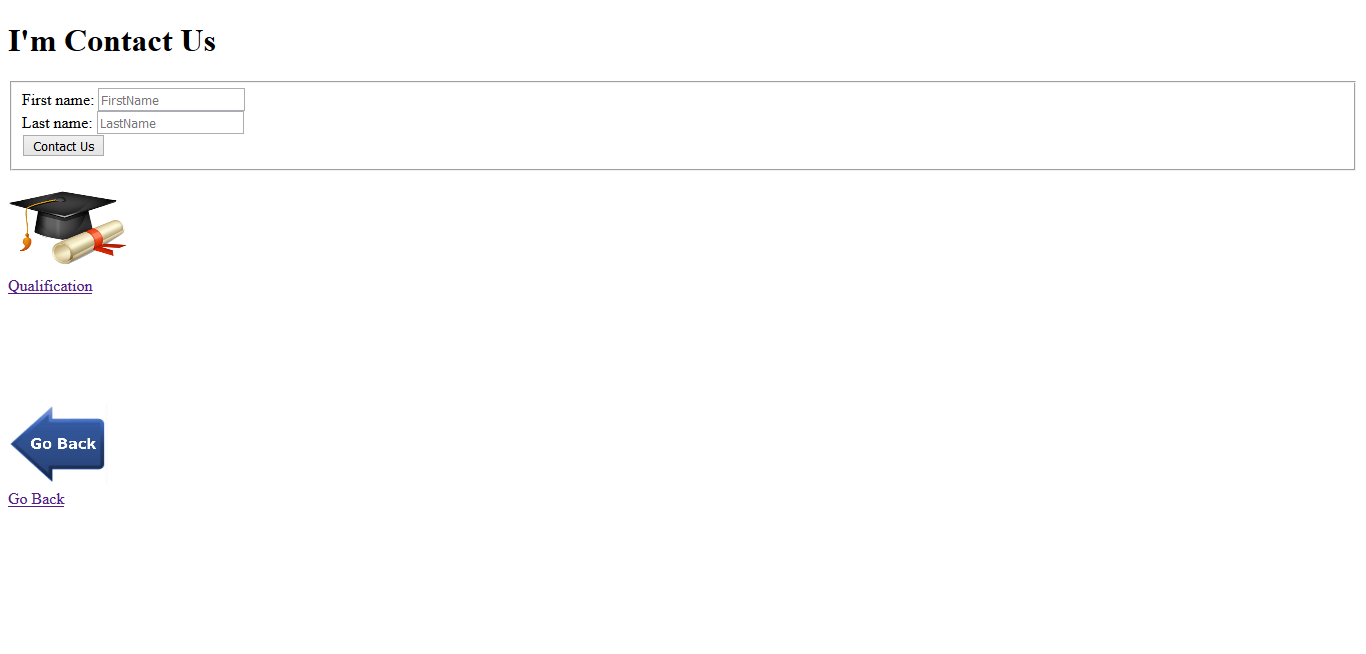 I'm Contact Us
First name: FirstName
Last name: LastName
Contact Us
Qualification
Go Back
Go Back